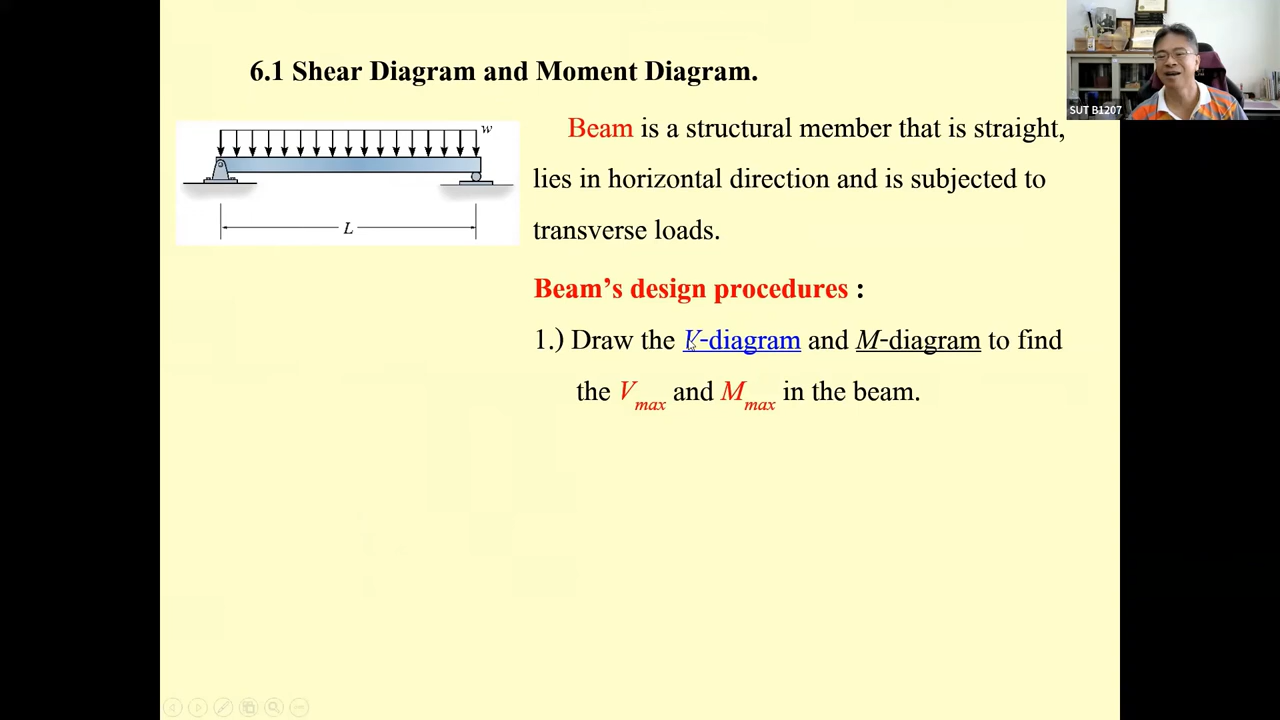 6.1 Shear Diagram and Moment Diagram.
SUT B1207
w
L
Beam is a structural member that is straight,
lies in horizontal direction and is subjected to
transverse loads.
Beam’s design procedures :
1.) Draw the V-diagram and M-diagram to find
the Vmax and Mmax in the beam.